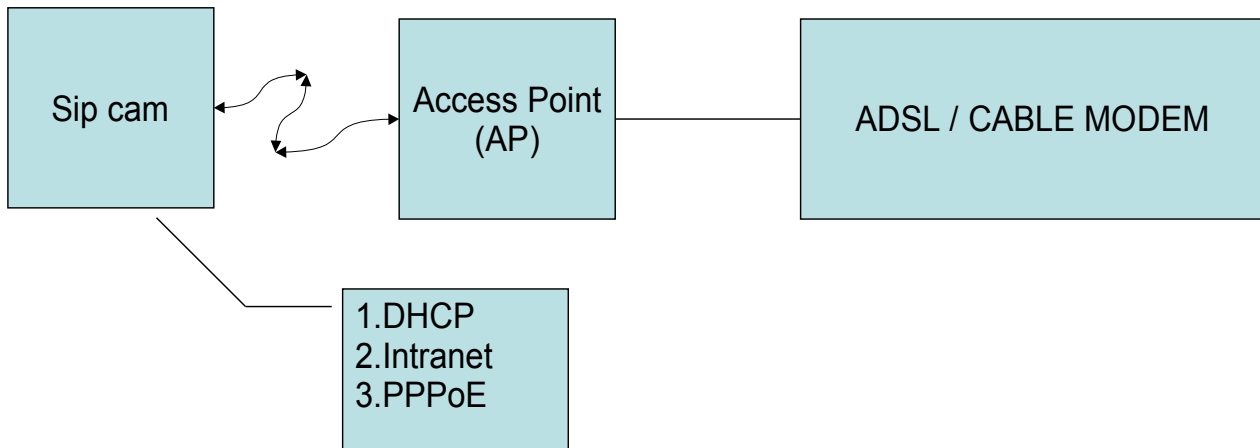 Sip cam
Access Point
(AP)
ADSL / CABLE MODEM
1.DHCP
2.Intranet
3.PPPoE